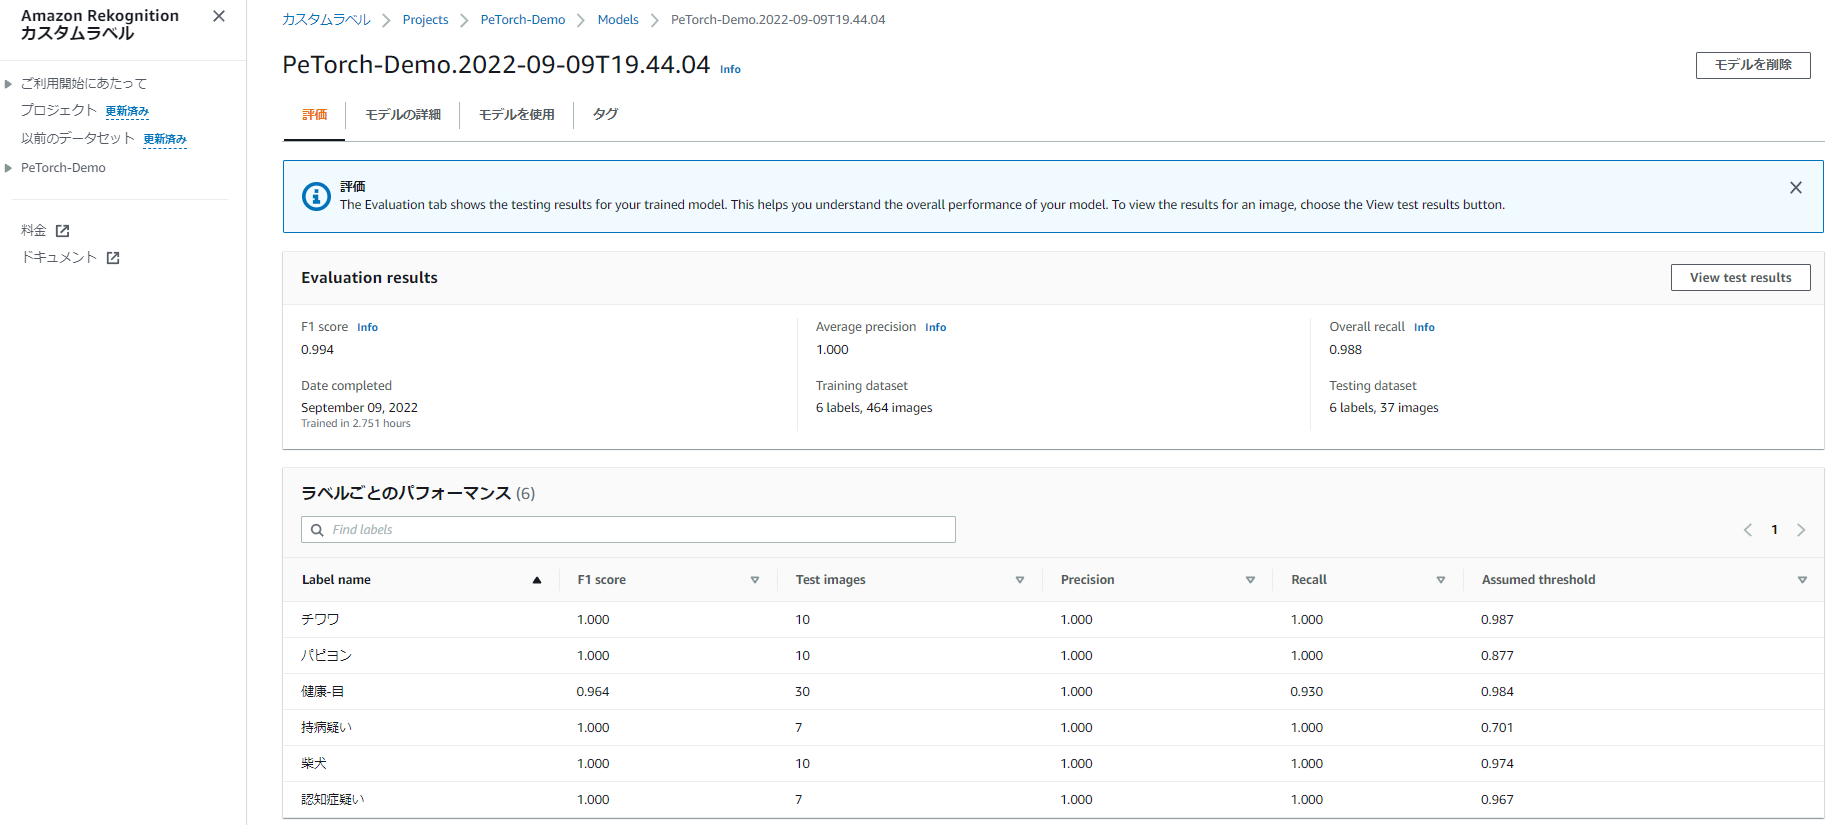 Amazon Rekognition
カスタムラベル
ご利用開始にあたって
プロジェクト 更新済み
以前のデータセット 更新済み
PeTorch-Demo
料金
ドキュメント
カスタムラベル Projects PeTorch-Demo Models PeTorch-Demo.2022-09-09T19.44.04
PeTorch-Demo.2022-09-09T19.44.04 Info
モデルを削除
評価 モデルの詳細 モデルを使用 タグ
評価
The Evaluation tab shows the testing results for your trained model. This helps you understand the overall performance of your model. To view the results for an image, choose the View test results button.
Evaluation results
View test results
F1 score Info Average precision Info Overall recall Info
0.994 1.000 0.988
Date completed Training dataset Testing dataset
September 09, 2022 6 labels, 464 images 6 labels, 37 images
Trained in 2.751 hours
ラベルごとのパフォーマンス (6)
Find labels
1
Label name F1 score Test images Precision Recall Assumed threshold
チワワ 1.000 10 1.000 1.000 0.987
パピヨン 1.000 10 1.000 1.000 0.877
健康-目 0.964 30 1.000 0.930 0.984
持病疑い 1.000 7 1.000 1.000 0.701
柴犬 1.000 10 1.000 1.000 0.974
認知症疑い 1.000 7 1.000 1.000 0.967